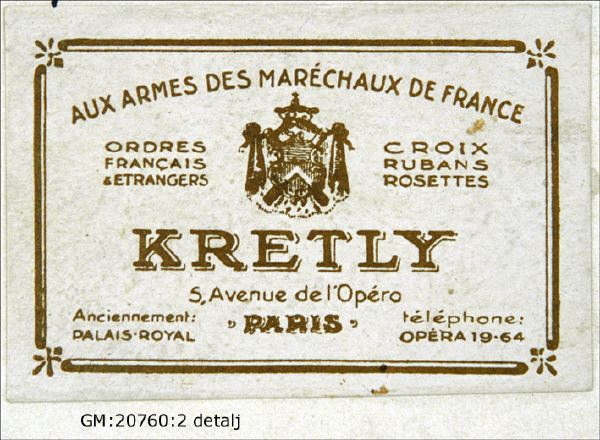 AUX ARMES DES MARÉCHAUX DE FRANCE
ORDRES
FRANÇAIS
& ETRANGERS
CROIX
RUBANS
ROSETTES
KRETLY
5, Avenue de l'Opéra
PARIS
Anciennement:
PALAIS-ROYAL
téléphone:
OPÉRA 19-64
GM:20760:2 detalj